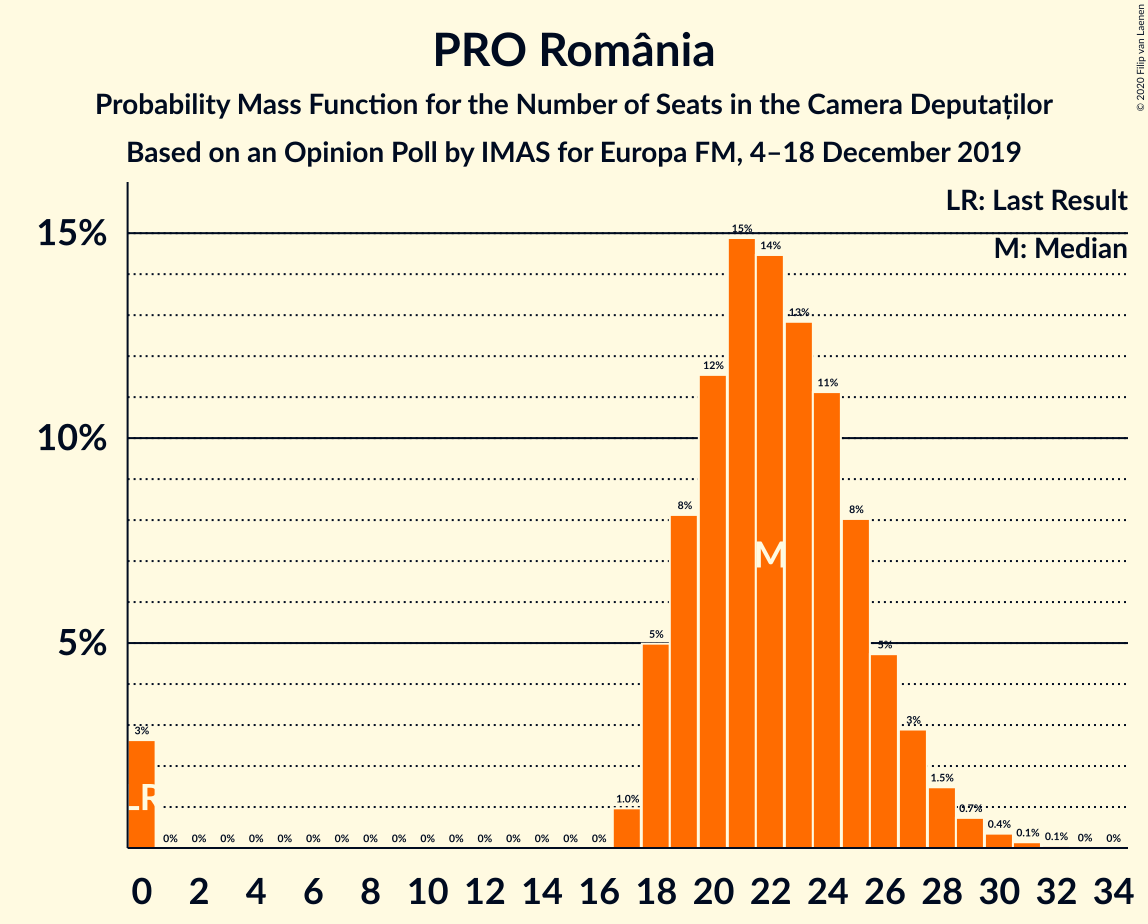 PRO România
Probability Mass Function for the Number of Seats in the Camera Deputaților
Based on an Opinion Poll by IMAS for Europa FM, 4–18 December 2019
© 2020 Filip van Laenen
LR: Last Result
M: Median
15%
10%
5%
3% 0% 0% 0% 0% 0% 0% 0% 0% 0% 0% 0% 0% 0% 0% 0% 0% 1.0% 5% 8% 12% 15% 14% 13% 11% 8% 5% 3% 1.5% 0.7% 0.4% 0.1% 0.1% 0% 0%
LR
M
0 2 4 6 8 10 12 14 16 18 20 22 24 26 28 30 32 34